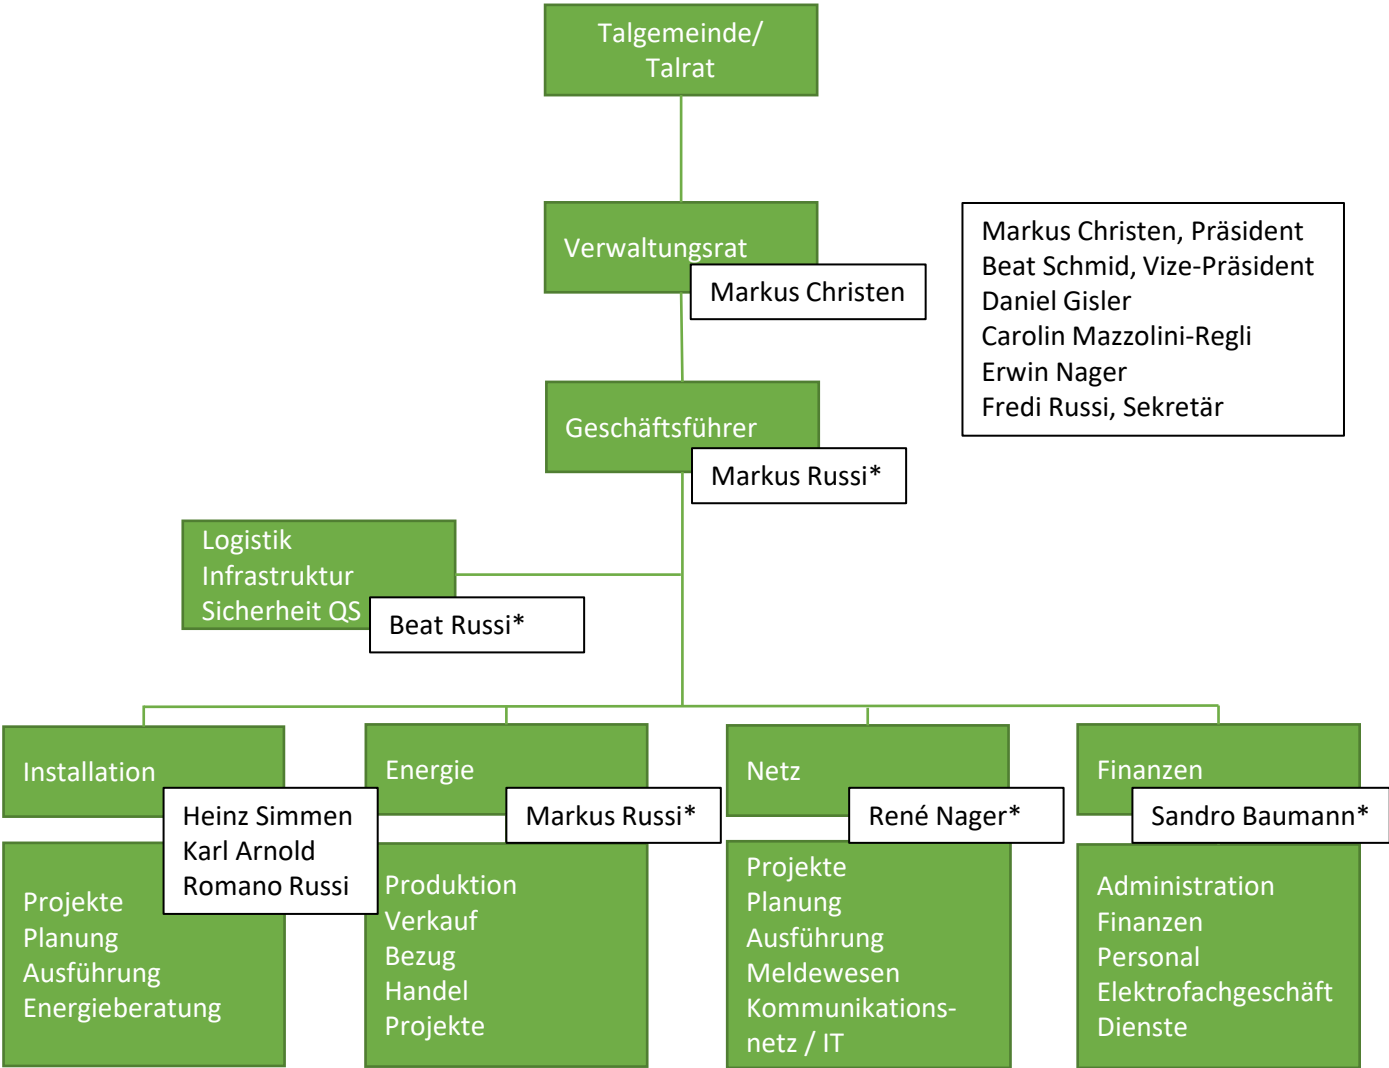 Talgemeinde/
Talrat
Verwaltungsrat
Markus Christen
Markus Christen, Präsident
Beat Schmid, Vize-Präsident
Daniel Gisler
Carolin Mazzolini-Regli
Erwin Nager
Fredi Russi, Sekretär
Geschäftsführer
Markus Russi*
Logistik
Infrastruktur
Sicherheit QS
Beat Russi*
Installation
Heinz Simmen
Karl Arnold
Romano Russi
Projekte
Planung
Ausführung
Energieberatung
Energie
Markus Russi*
Produktion
Verkauf
Bezug
Handel
Projekte
Netz
René Nager*
Projekte
Planung
Ausführung
Meldewesen
Kommunikations-
netz / IT
Finanzen
Sandro Baumann*
Administration
Finanzen
Personal
Elektrofachgeschäft
Dienste